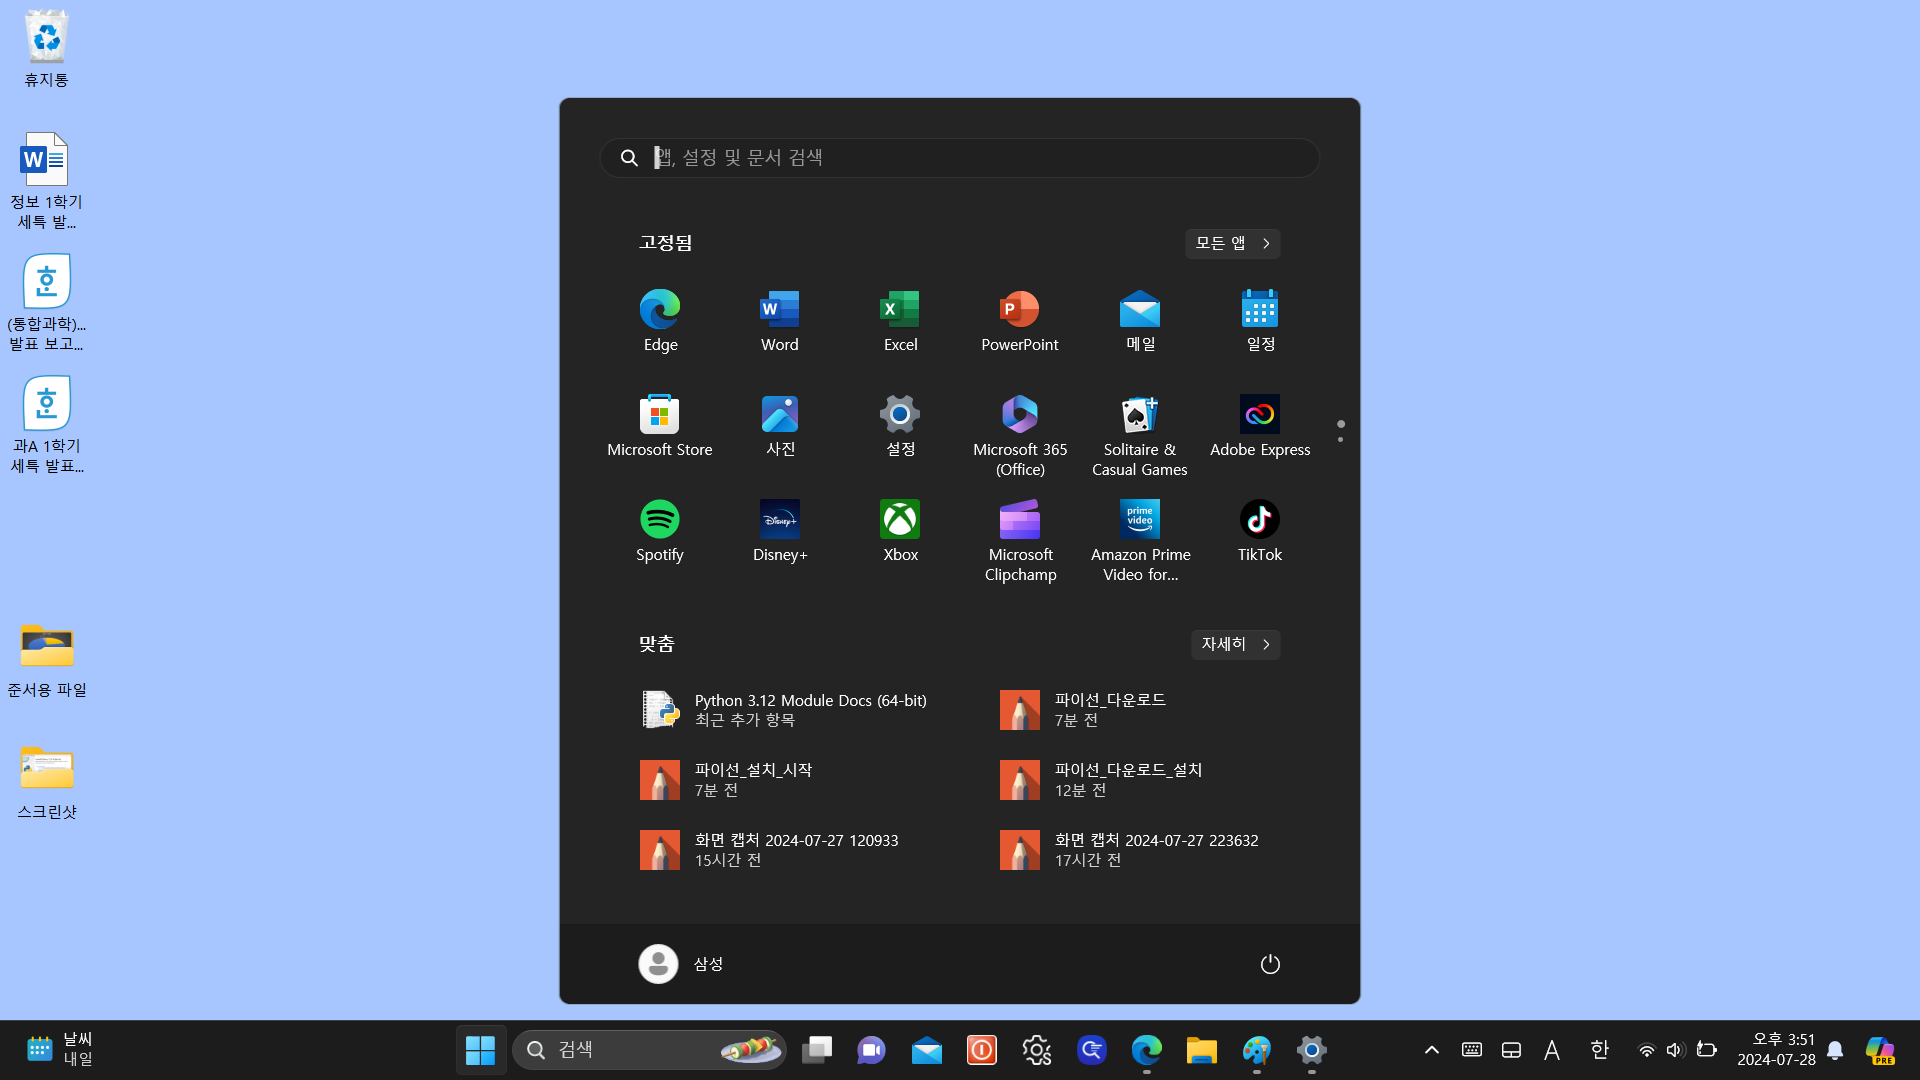 휴지통
정보 1학기
세특 발...
(통합과학)...
발표 보고...
과A 1학기
세특 발표...
준서용 파일
스크린샷
앱, 설정 및 문서 검색
고정됨
모든 앱
Edge
Word
Excel
PowerPoint
메일
일정
Microsoft Store
사진
설정
Microsoft 365
(Office)
Solitaire &
Casual Games
Adobe Express
Spotify
Disney+
Xbox
Microsoft
Clipchamp
prime
video
Amazon Prime
Video for...
TikTok
맞춤
자세히
Python 3.12 Module Docs (64-bit)
최근 추가 항목
파이선_다운로드
7분 전
파이선_설치_시작
7분 전
파이선_다운로드_설치
12분 전
화면 캡처 2024-07-27 120933
15시간 전
화면 캡처 2024-07-27 223632
17시간 전
삼성
날씨
내일
검색
A
한
오후 3:51
2024-07-28
PRE